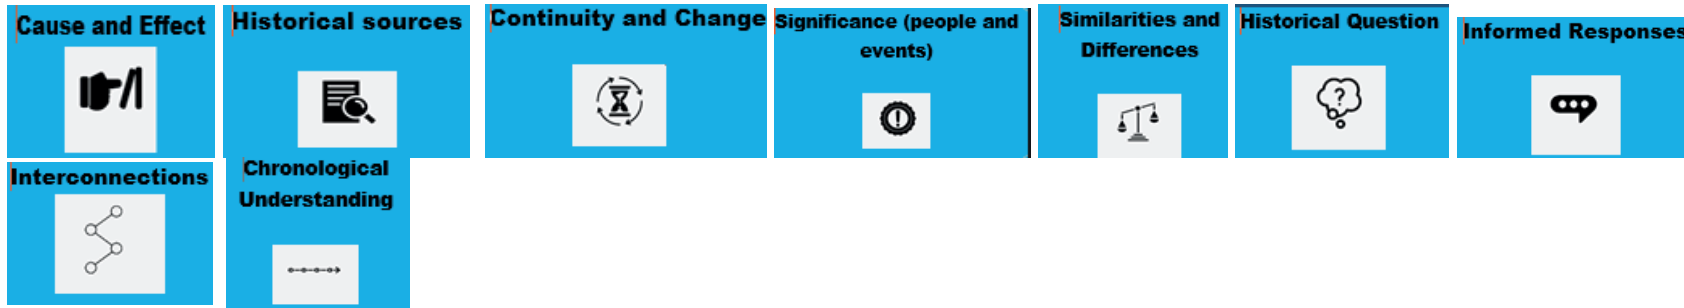 Cause and Effect
Historical sources
Continuity and Change
Significance (people and
events)
Similarities and
Differences
Historical Question
?
Informed Responses
Interconnections
Chronological
Understanding